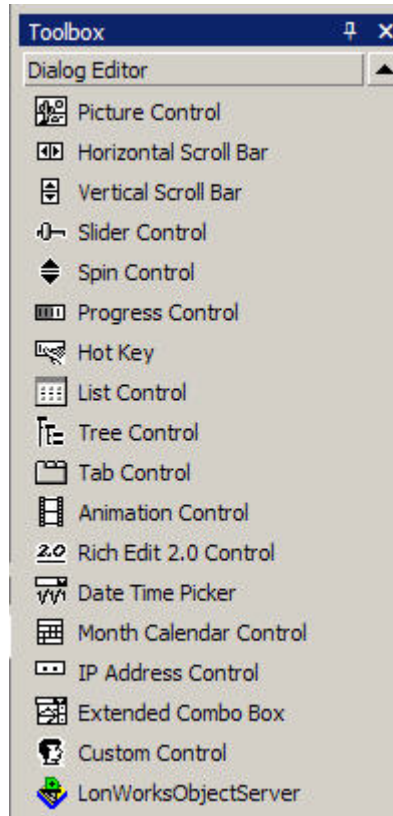 Toolbox
Dialog Editor
Picture Control
Horizontal Scroll Bar
Vertical Scroll Bar
Slider Control
Spin Control
Progress Control
Hot Key
List Control
Tree Control
Tab Control
Animation Control
2.0 Rich Edit 2.0 Control
Date Time Picker
Month Calendar Control
IP Address Control
Extended Combo Box
Custom Control
LonWorksObjectServer